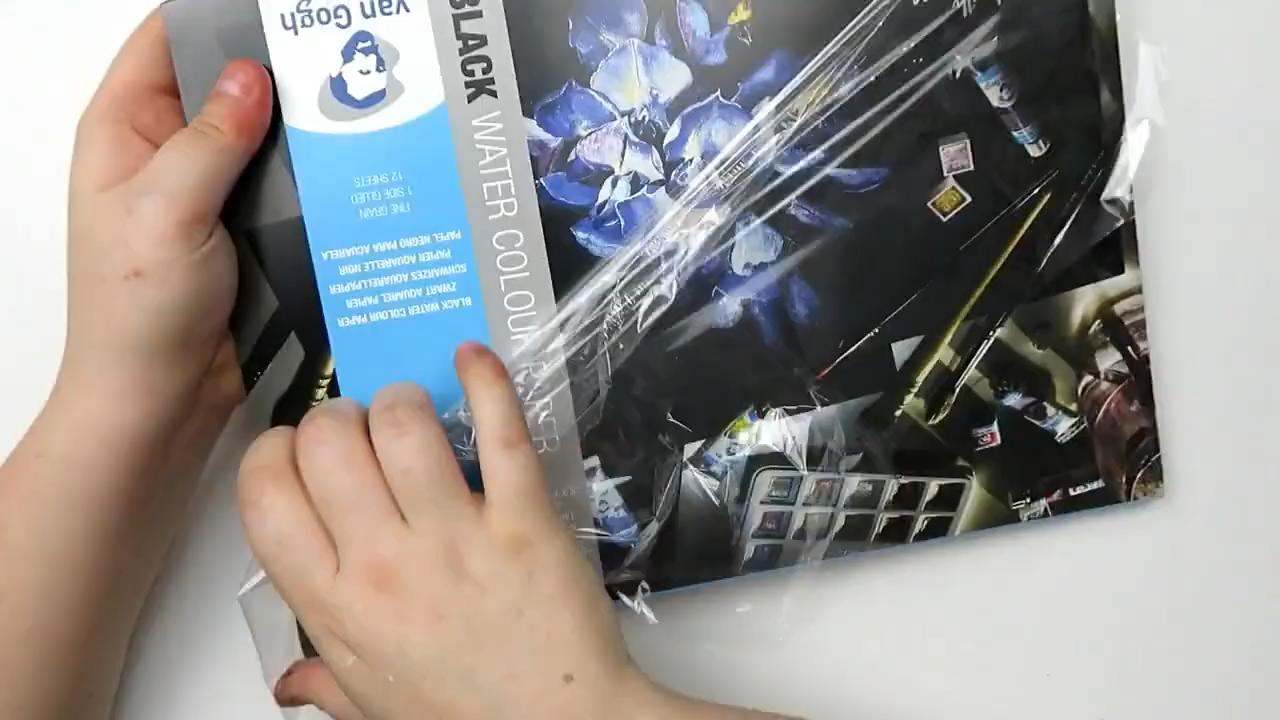 van Gogh
BLACK WATER COLOUR PAPER
12 SHEETS
1 SIDE GLUED
FINE GRAIN
PAPEL NEGRO PARA ACUARELA
PAPIER AQUARELLE NOIR
SCHWARZES AQUARELLPAPIER
ZWART AQUAREL PAPIER
BLACK WATER COLOUR PAPER